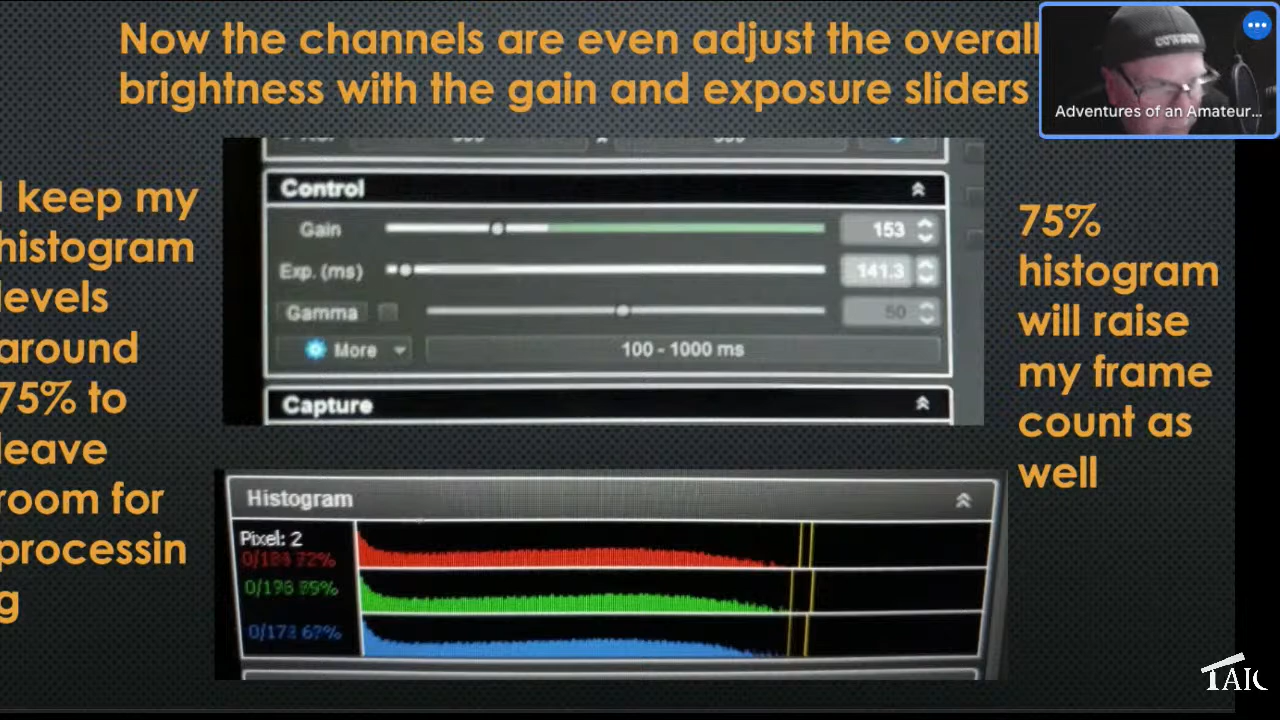 Now the channels are even adjust the overall
brightness with the gain and exposure sliders
Adventures of an Amateur...
I keep my
histogram
levels
around
75% to
leave
room for
processin
g
Control
Gain
153
Exp. (ms)
141.3
Gamma
50
More
100 - 1000 ms
Capture
75%
histogram
will raise
my frame
count as
well
Histogram
Pixel: 2
TAIC